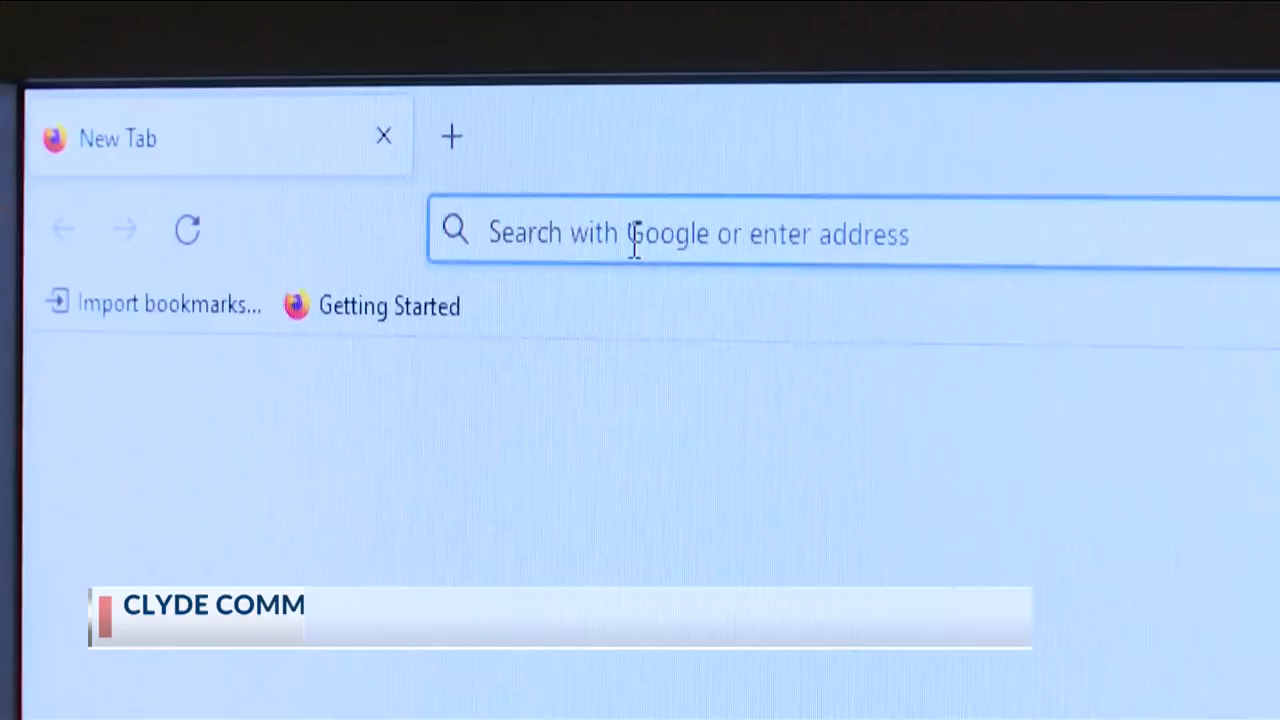 New Tab
Search with Google or enter address
Import bookmarks...
Getting Started
CLYDE COMM